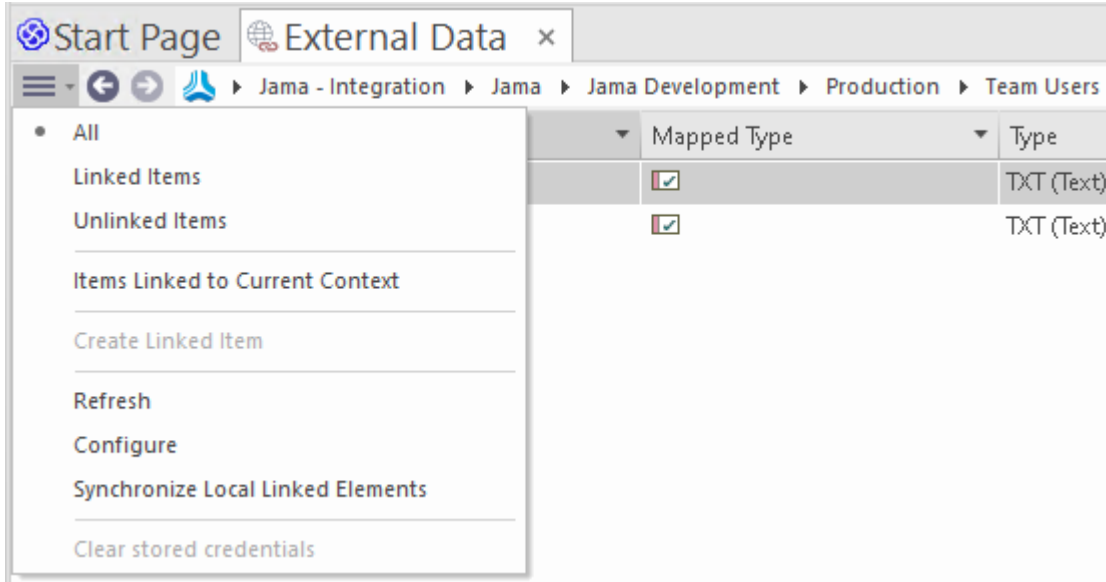 Start Page External Data ×
Jama - Integration Jama Jama Development Production Team Users
All
Mapped Type
Type
Linked Items
TXT (Text)
Unlinked Items
TXT (Text)
Items Linked to Current Context
Create Linked Item
Refresh
Configure
Synchronize Local Linked Elements
Clear stored credentials